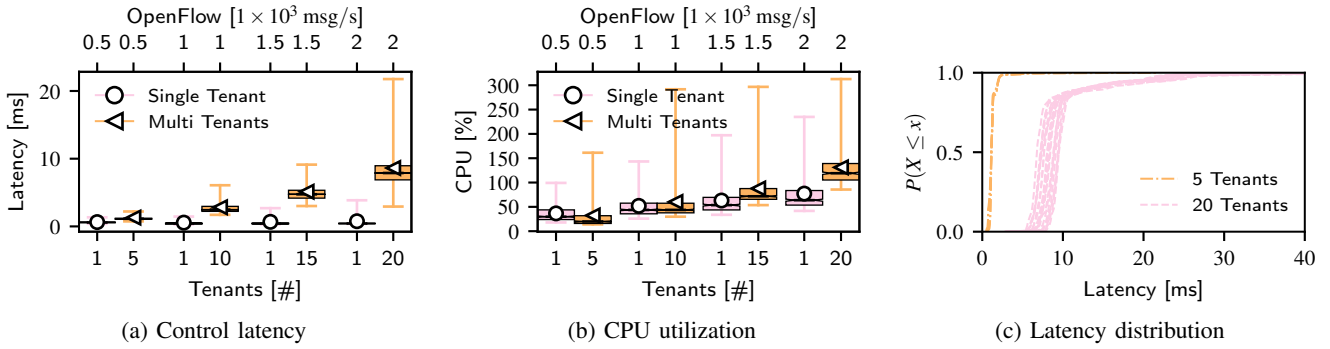 OpenFlow [1 × 10³ msg/s]
0.5 0.5 1 1 1.5 1.5 2 2
Latency [ms]
20
10
0
Single Tenant
Multi Tenants
1 5 1 10 1 15 1 20
Tenants [#]
(a) Control latency
OpenFlow [1 × 10³ msg/s]
0.5 0.5 1 1 1.5 1.5 2 2
CPU [%]
300
250
200
150
100
50
0
Single Tenant
Multi Tenants
1 5 1 10 1 15 1 20
Tenants [#]
(b) CPU utilization
P(X ≤ x)
1.0
0.5
0.0
5 Tenants
20 Tenants
0 10 20 30 40
Latency [ms]
(c) Latency distribution